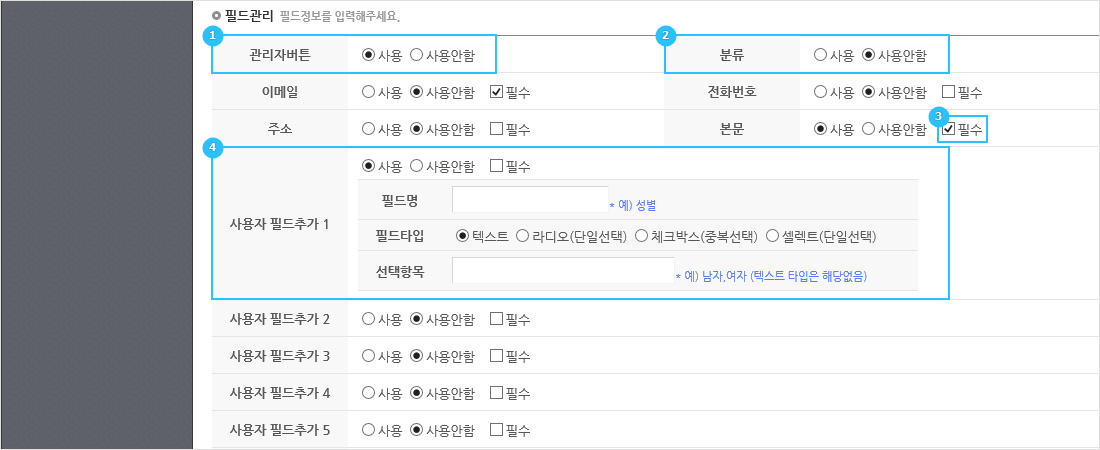 필드관리 필드정보를 입력해주세요.
1 관리자버튼 사용 사용안함 2 분류 사용 사용안함
이메일 사용 사용안함 필수 전화번호 사용 사용안함 필수
주소 사용 사용안함 필수 본문 사용 사용안함 3 필수
4 사용 사용안함 필수
사용자 필드추가 1
필드명 * 예) 성별
필드타입 텍스트 라디오(단일선택) 체크박스(중복선택) 셀렉트(단일선택)
선택항목 * 예) 남자,여자 (텍스트 타입은 해당없음)
사용자 필드추가 2 사용 사용안함 필수
사용자 필드추가 3 사용 사용안함 필수
사용자 필드추가 4 사용 사용안함 필수
사용자 필드추가 5 사용 사용안함 필수